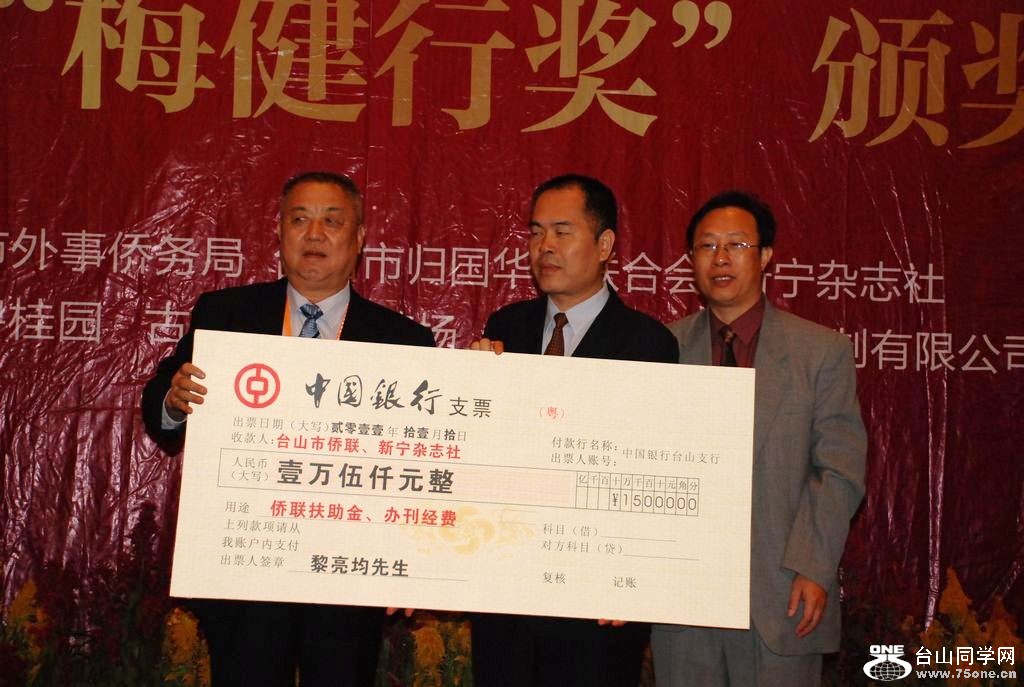 “梅健行奖” 颁奖
市外事侨务局 市归国华 联合会 新宁杂志社
碧桂园 古 场 制有限公司
中国銀行支票 （粤）
出票日期（大写）贰零壹壹年 拾壹月拾日 付款行名称：
收款人：台山市侨联、新宁杂志社 出票人账号：中国银行台山支行
人民币（大写） 壹万伍仟元整 亿千百十万千百十元角分
¥1500000
用途 侨联扶助金、办刊经费
上列款项请从 科目（借）
我账户内支付 对方科目（贷）
出票人签章 黎亮均先生 复核 记账
ONE 台山同学网
www.75one.cn